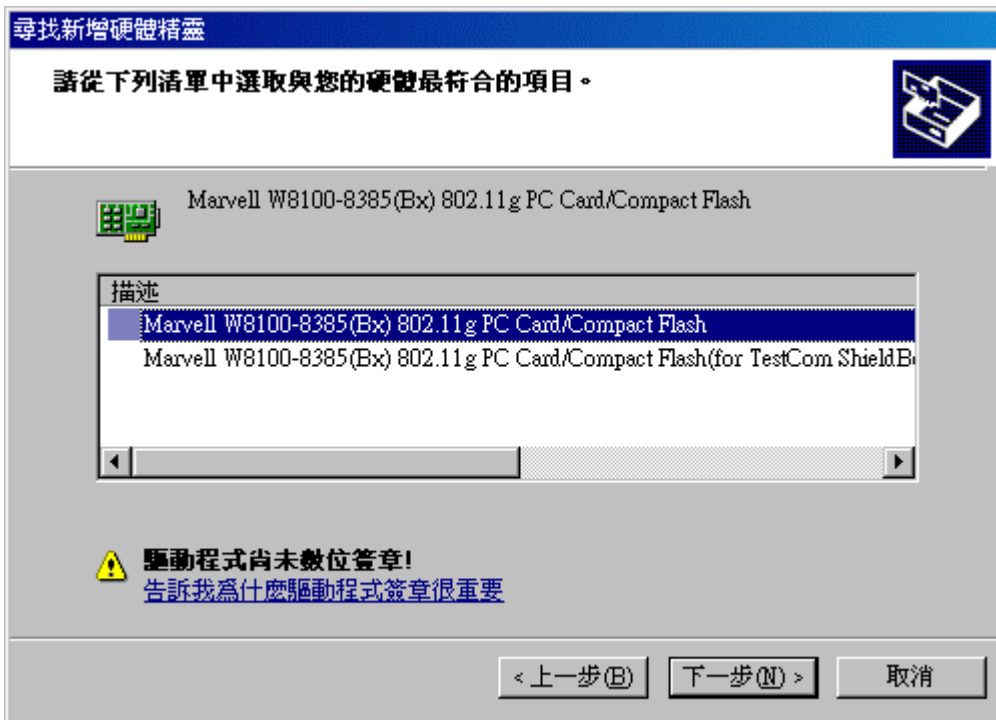 尋找新增硬體精靈
請從下列清單中選取與您的硬體最符合的項目。
Marvell W8100-8385(Bx) 802.11g PC Card/Compact Flash
描述
Marvell W8100-8385(Bx) 802.11g PC Card/Compact Flash
Marvell W8100-8385(Bx) 802.11g PC Card/Compact Flash(for TestCom
驅動程式尚未數位簽章!
告訴我爲什麼驅動程式簽章很重要
< 上一步(B)
下一步(N) >
取消